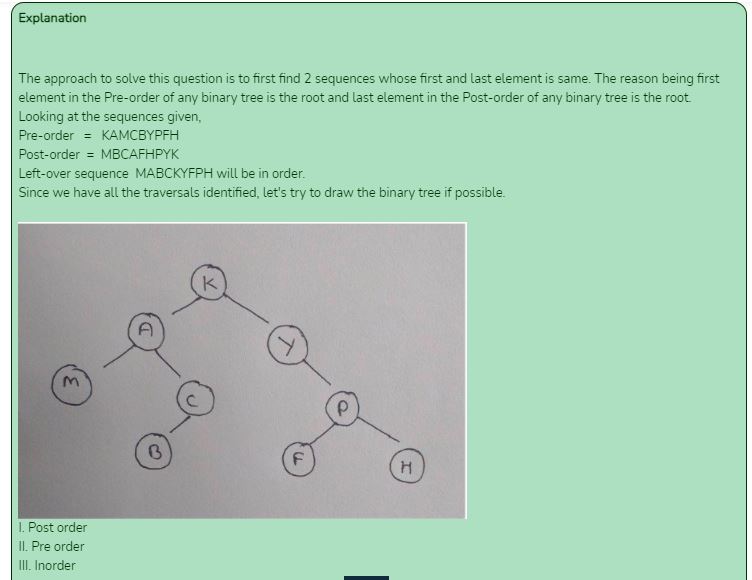 Explanation
The approach to solve this question is to first find 2 sequences whose first and last element is same. The reason being first
element in the Pre-order of any binary tree is the root and last element in the Post-order of any binary tree is the root.
Looking at the sequences given,
Pre-order = KAMCBYPFH
Post-order = MBCAFHPYK
Left-over sequence MABCKYFPH will be in order.
Since we have all the traversals identified, let's try to draw the binary tree if possible.
K
A
Y
M
C
P
B
F
H
I. Post order
II. Pre order
III. Inorder